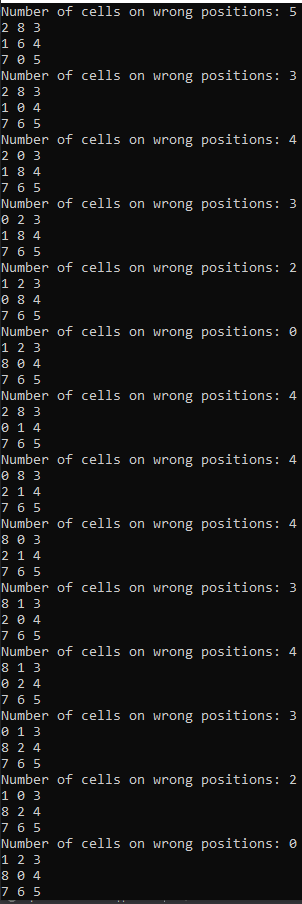 Number of cells on wrong positions: 5
2 8 3
1 6 4
7 0 5
Number of cells on wrong positions: 3
2 8 3
1 0 4
7 6 5
Number of cells on wrong positions: 4
2 0 3
1 8 4
7 6 5
Number of cells on wrong positions: 3
0 2 3
1 8 4
7 6 5
Number of cells on wrong positions: 2
1 2 3
0 8 4
7 6 5
Number of cells on wrong positions: 0
1 2 3
8 0 4
7 6 5
Number of cells on wrong positions: 4
2 8 3
0 1 4
7 6 5
Number of cells on wrong positions: 4
0 8 3
2 1 4
7 6 5
Number of cells on wrong positions: 4
8 0 3
2 1 4
7 6 5
Number of cells on wrong positions: 3
8 1 3
2 0 4
7 6 5
Number of cells on wrong positions: 4
8 1 3
0 2 4
7 6 5
Number of cells on wrong positions: 3
0 1 3
8 2 4
7 6 5
Number of cells on wrong positions: 2
1 0 3
8 2 4
7 6 5
Number of cells on wrong positions: 0
1 2 3
8 0 4
7 6 5